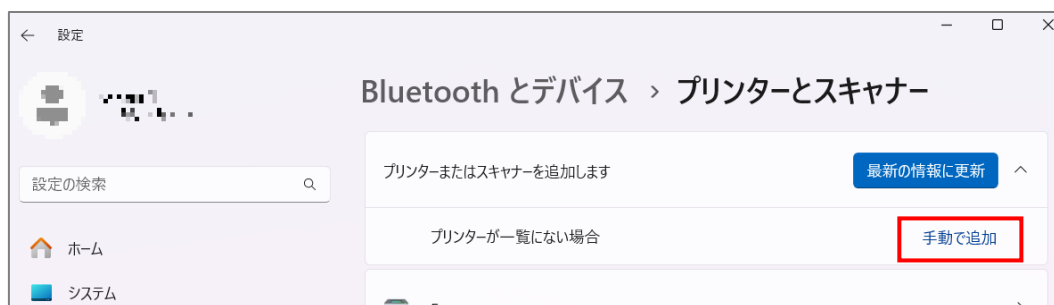 設定
Bluetooth とデバイス › プリンターとスキャナー
プリンターまたはスキャナーを追加します
最新の情報に更新
設定の検索
プリンターが一覧にない場合
手動で追加
ホーム
システム